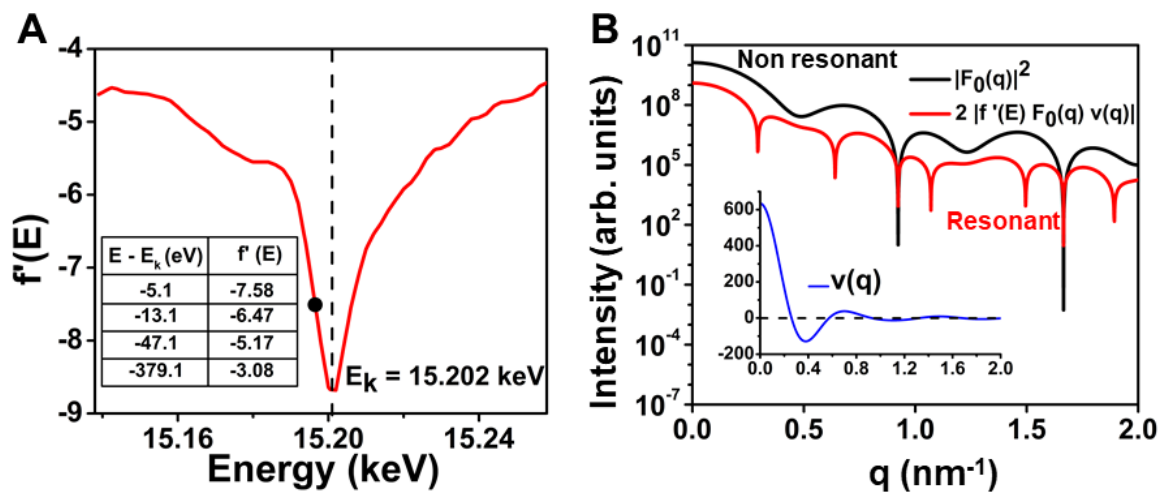 A
-4
-5
-6
-7
-8
-9
f'(E)
E - Ek (eV) f' (E)
-5.1 -7.58
-13.1 -6.47
-47.1 -5.17
-379.1 -3.08
Ek = 15.202 keV
15.16 15.20 15.24
Energy (keV)
B
10^11
10^8
10^5
10^2
10^-1
10^-4
10^-7
Intensity (arb. units)
Non resonant
|F0(q)|^2
2 |f '(E) F0(q) v(q)|
Resonant
600
400
200
0
-200
v(q)
0.0 0.4 0.8 1.2 1.6 2.0
0.0 0.5 1.0 1.5 2.0
q (nm^-1)